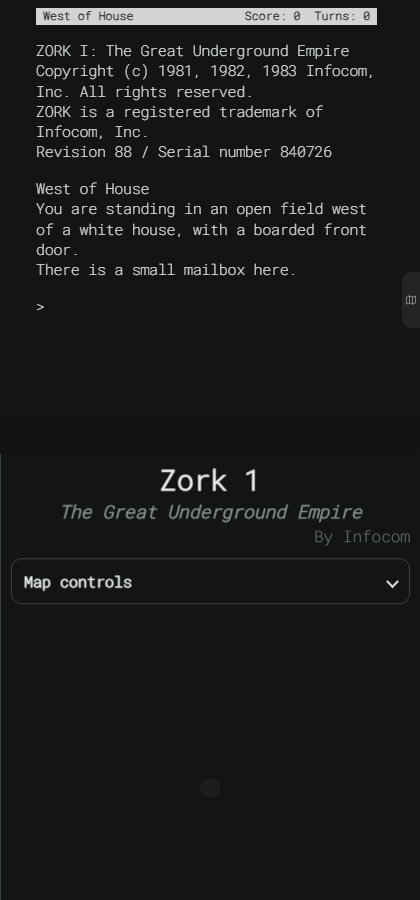 West of House Score: 0 Turns: 0
ZORK I: The Great Underground Empire
Copyright (c) 1981, 1982, 1983 Infocom,
Inc. All rights reserved.
ZORK is a registered trademark of
Infocom, Inc.
Revision 88 / Serial number 840726
West of House
You are standing in an open field west
of a white house, with a boarded front
door.
There is a small mailbox here.
>
Zork 1
The Great Underground Empire
By Infocom
Map controls